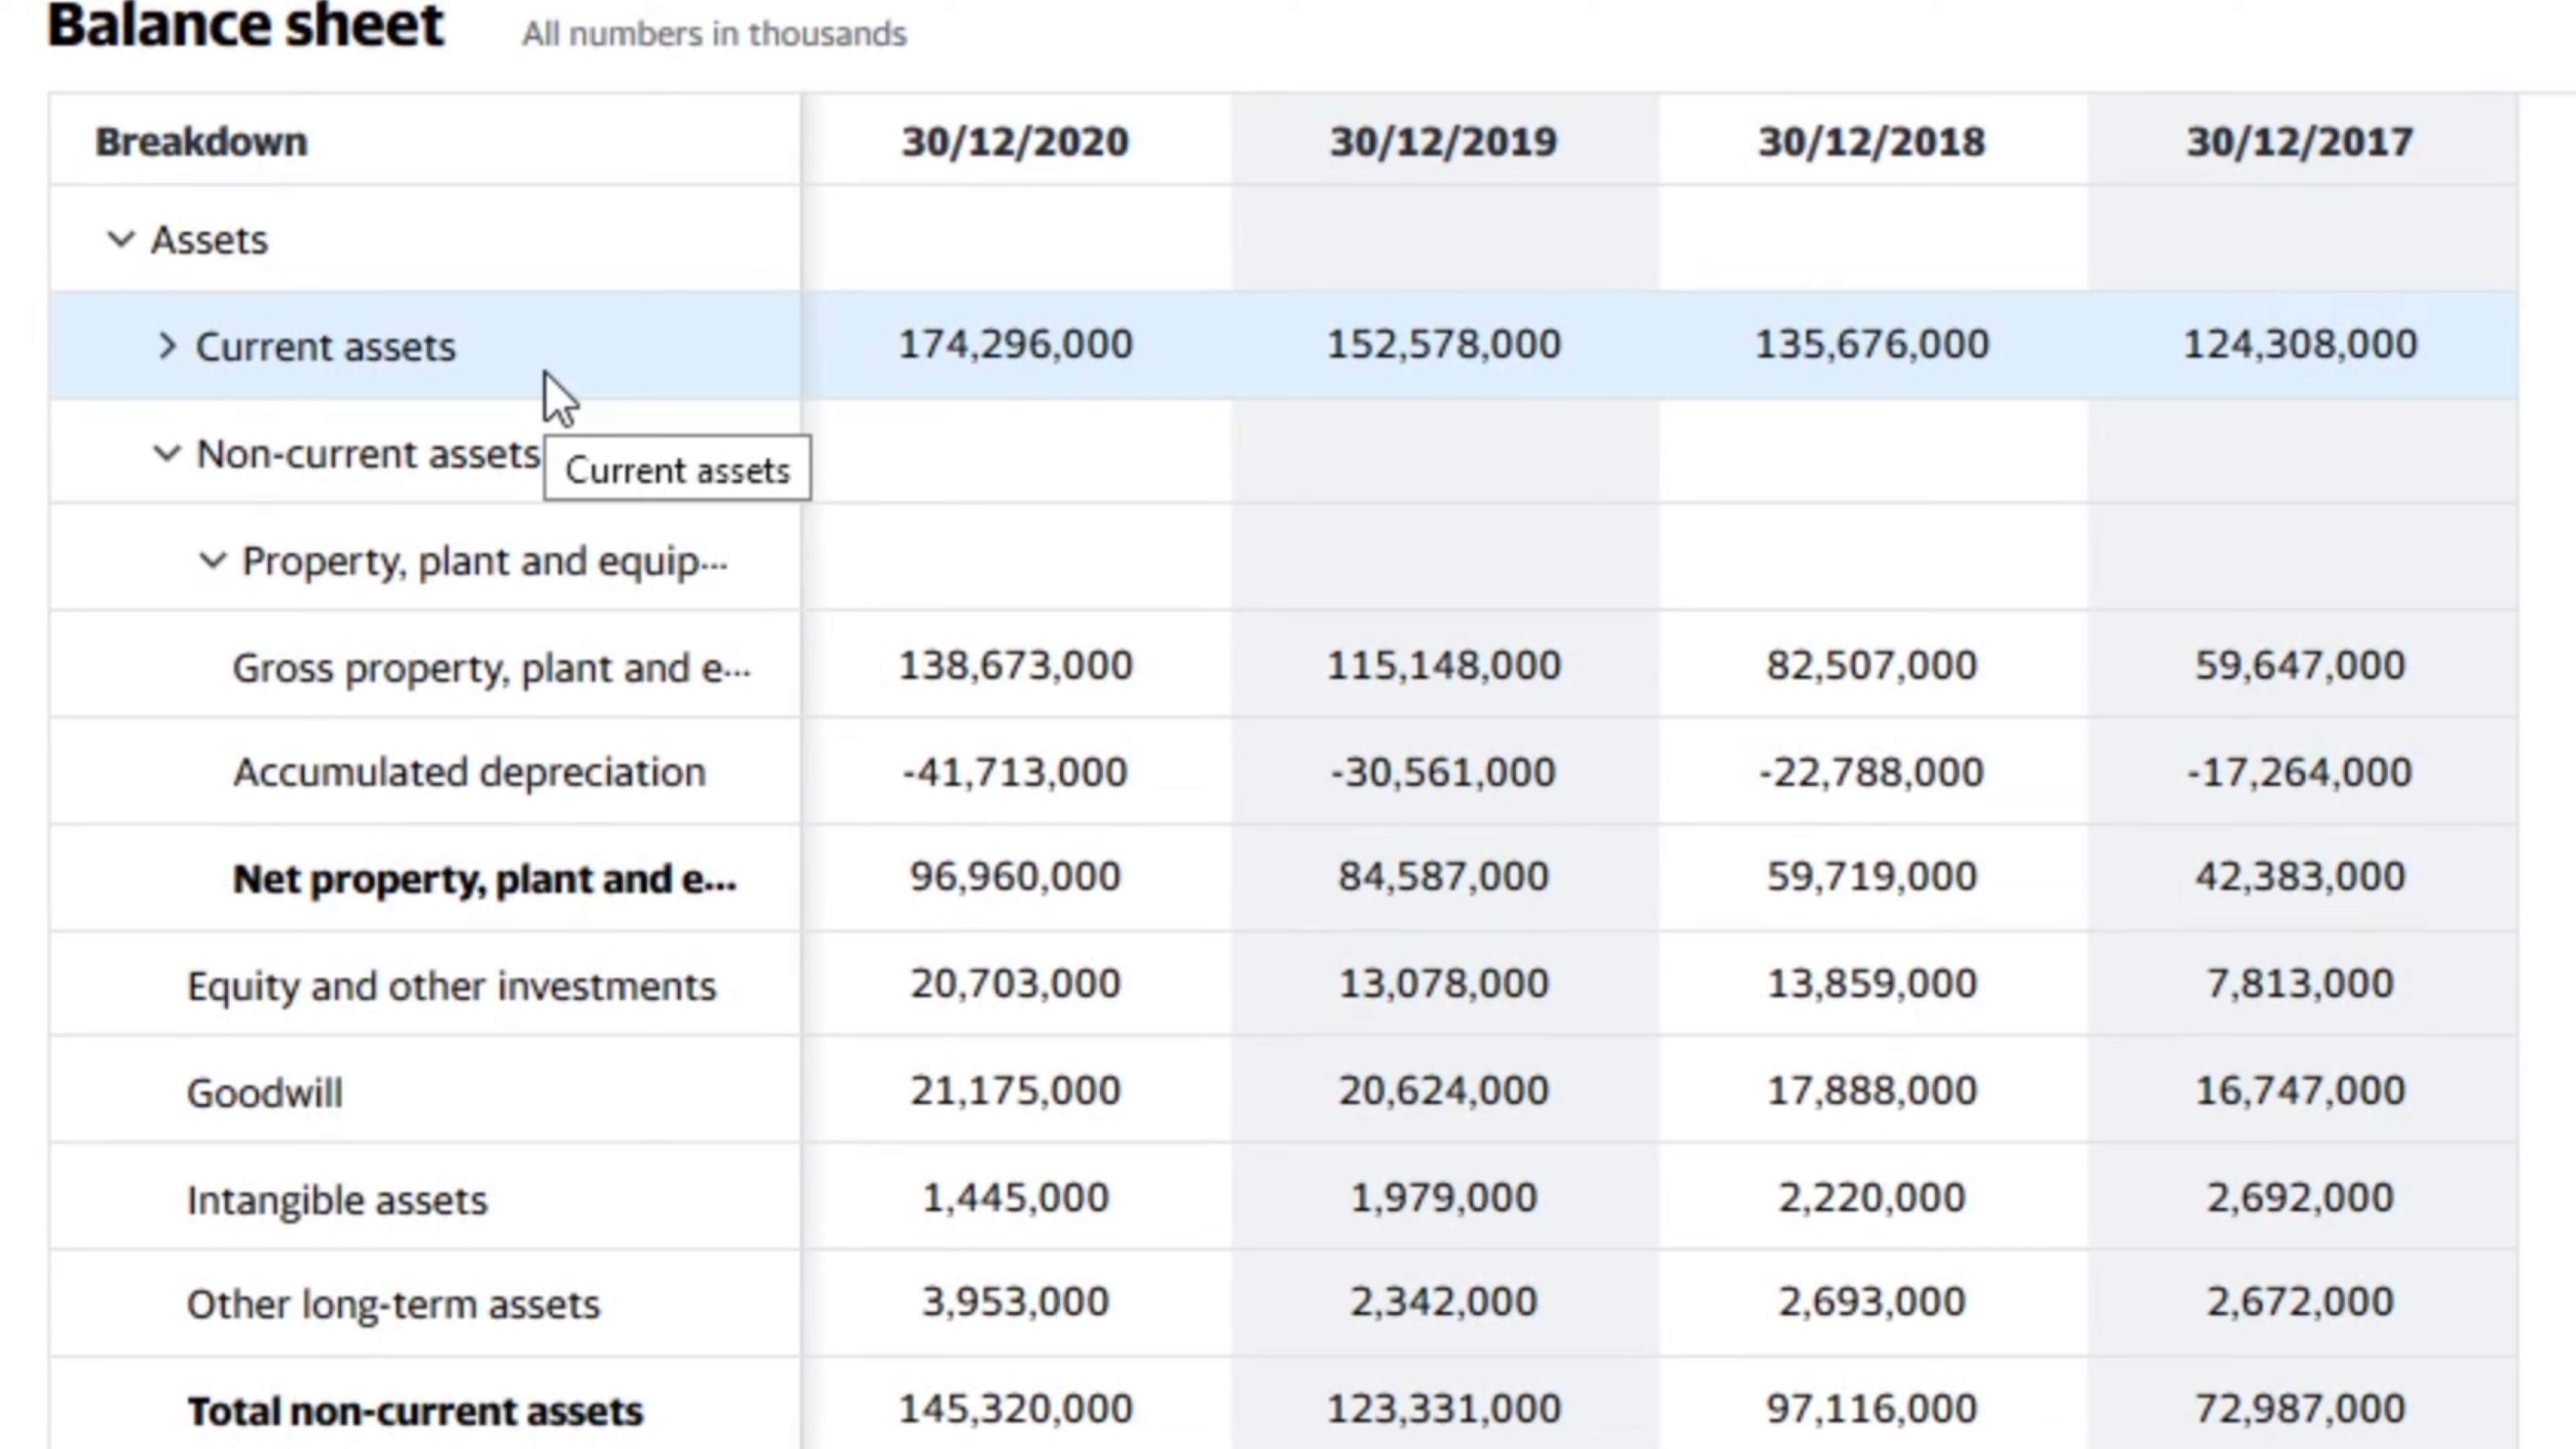 Balance sheet All numbers in thousands
Breakdown 30/12/2020 30/12/2019 30/12/2018 30/12/2017
Assets
Current assets 174,296,000 152,578,000 135,676,000 124,308,000
Non-current assets
Current assets
Property, plant and equip...
Gross property, plant and e... 138,673,000 115,148,000 82,507,000 59,647,000
Accumulated depreciation -41,713,000 -30,561,000 -22,788,000 -17,264,000
Net property, plant and e... 96,960,000 84,587,000 59,719,000 42,383,000
Equity and other investments 20,703,000 13,078,000 13,859,000 7,813,000
Goodwill 21,175,000 20,624,000 17,888,000 16,747,000
Intangible assets 1,445,000 1,979,000 2,220,000 2,692,000
Other long-term assets 3,953,000 2,342,000 2,693,000 2,672,000
Total non-current assets 145,320,000 123,331,000 97,116,000 72,987,000